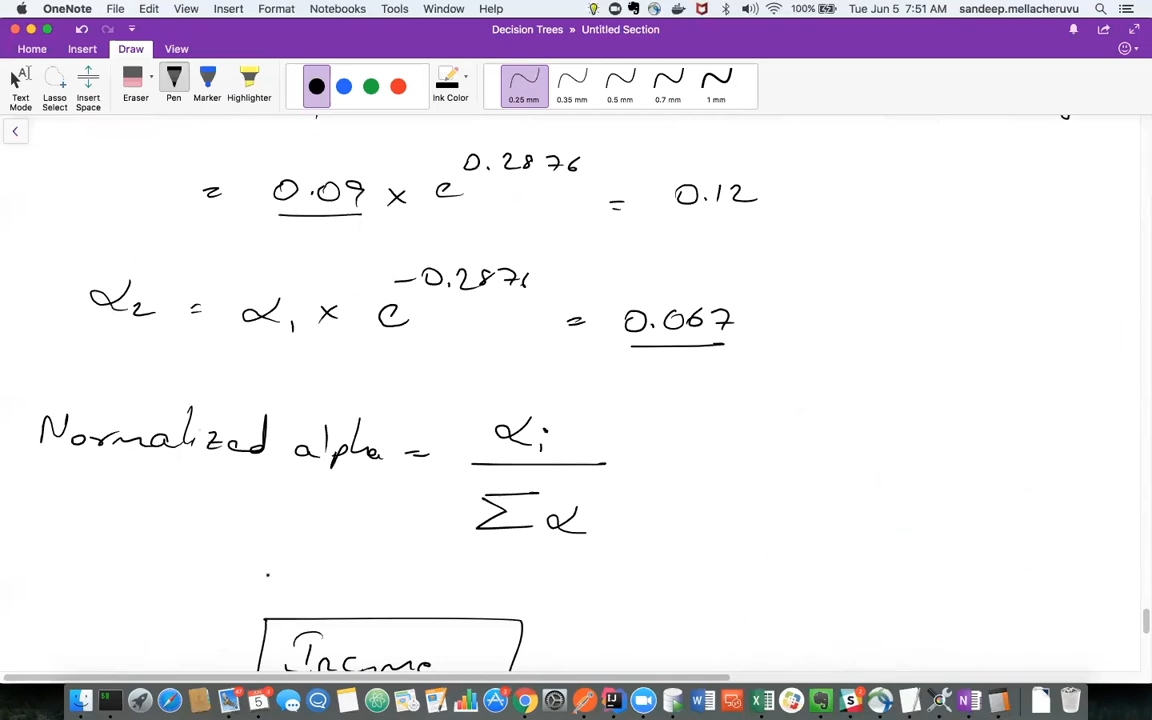 OneNote File Edit View Insert Format Notebooks Tools Window Help 100% Tue Jun 5 7:51 AM sandeep.mellacheruvu
Decision Trees » Untitled Section
Home Insert Draw View
Text Mode Lasso Select Insert Space Eraser Pen Marker Highlighter Ink Color 0.25 mm 0.35 mm 0.5 mm 0.7 mm 1 mm
= 0.09 × e^0.2876 = 0.12
α2 = α1 × e^-0.2876 = 0.067
Normalized alpha = αi
Σ α
Income